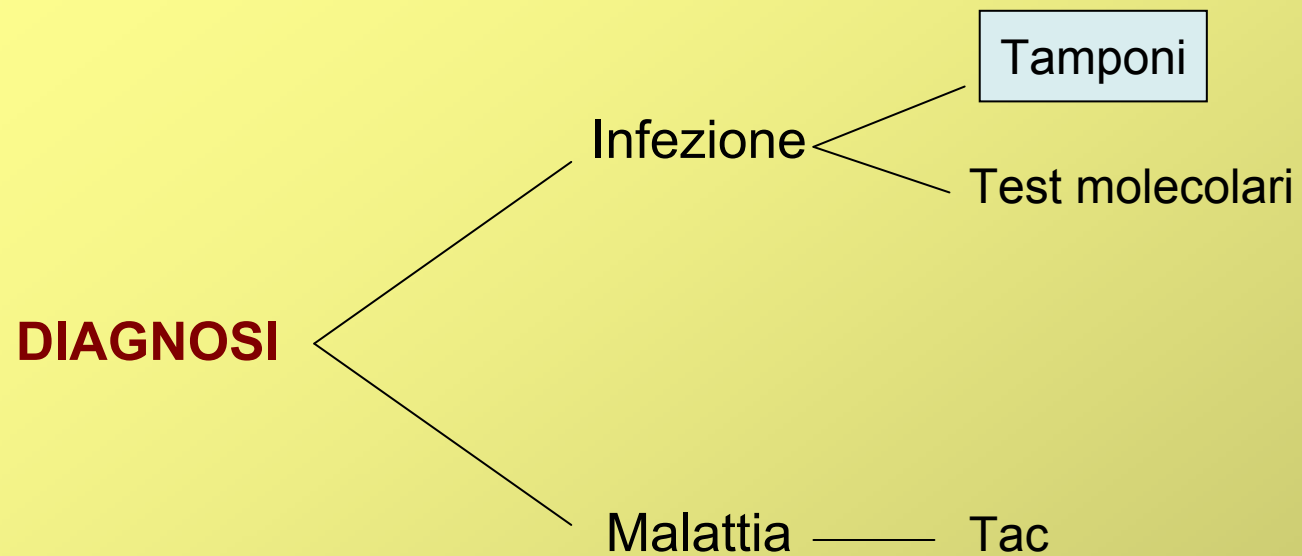 Tamponi
Infezione
Test molecolari
DIAGNOSI
Malattia
Tac